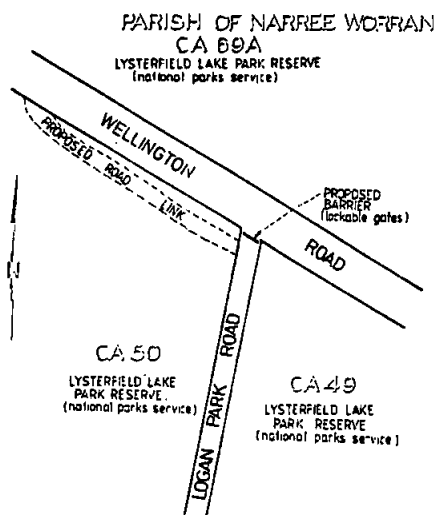 PARISH OF NARREE WORRAN
CA 69A
LYSTERFIELD LAKE PARK RESERVE
(national parks service)
WELLINGTON
ROAD
PROPOSED ROAD LINK
PROPOSED
BARRIER
(lockable gates)
N
CA 50
LYSTERFIELD LAKE
PARK RESERVE.
(national parks service)
LOGAN PARK ROAD
CA 49
LYSTERFIELD LAKE
PARK RESERVE
(national parks service)